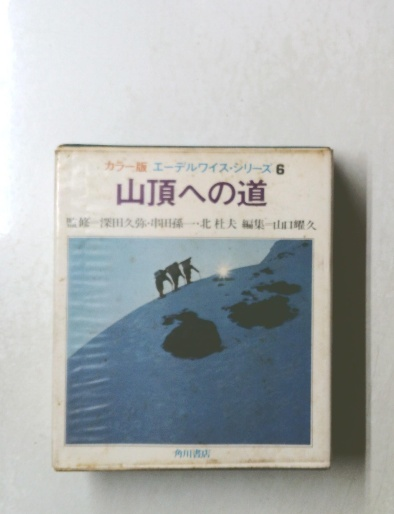 カラー版 エーデルワイス・シリーズ 6
山頂への道
監修―深田久弥・串田孫一・北 杜夫 編集―山口耀久
角川書店